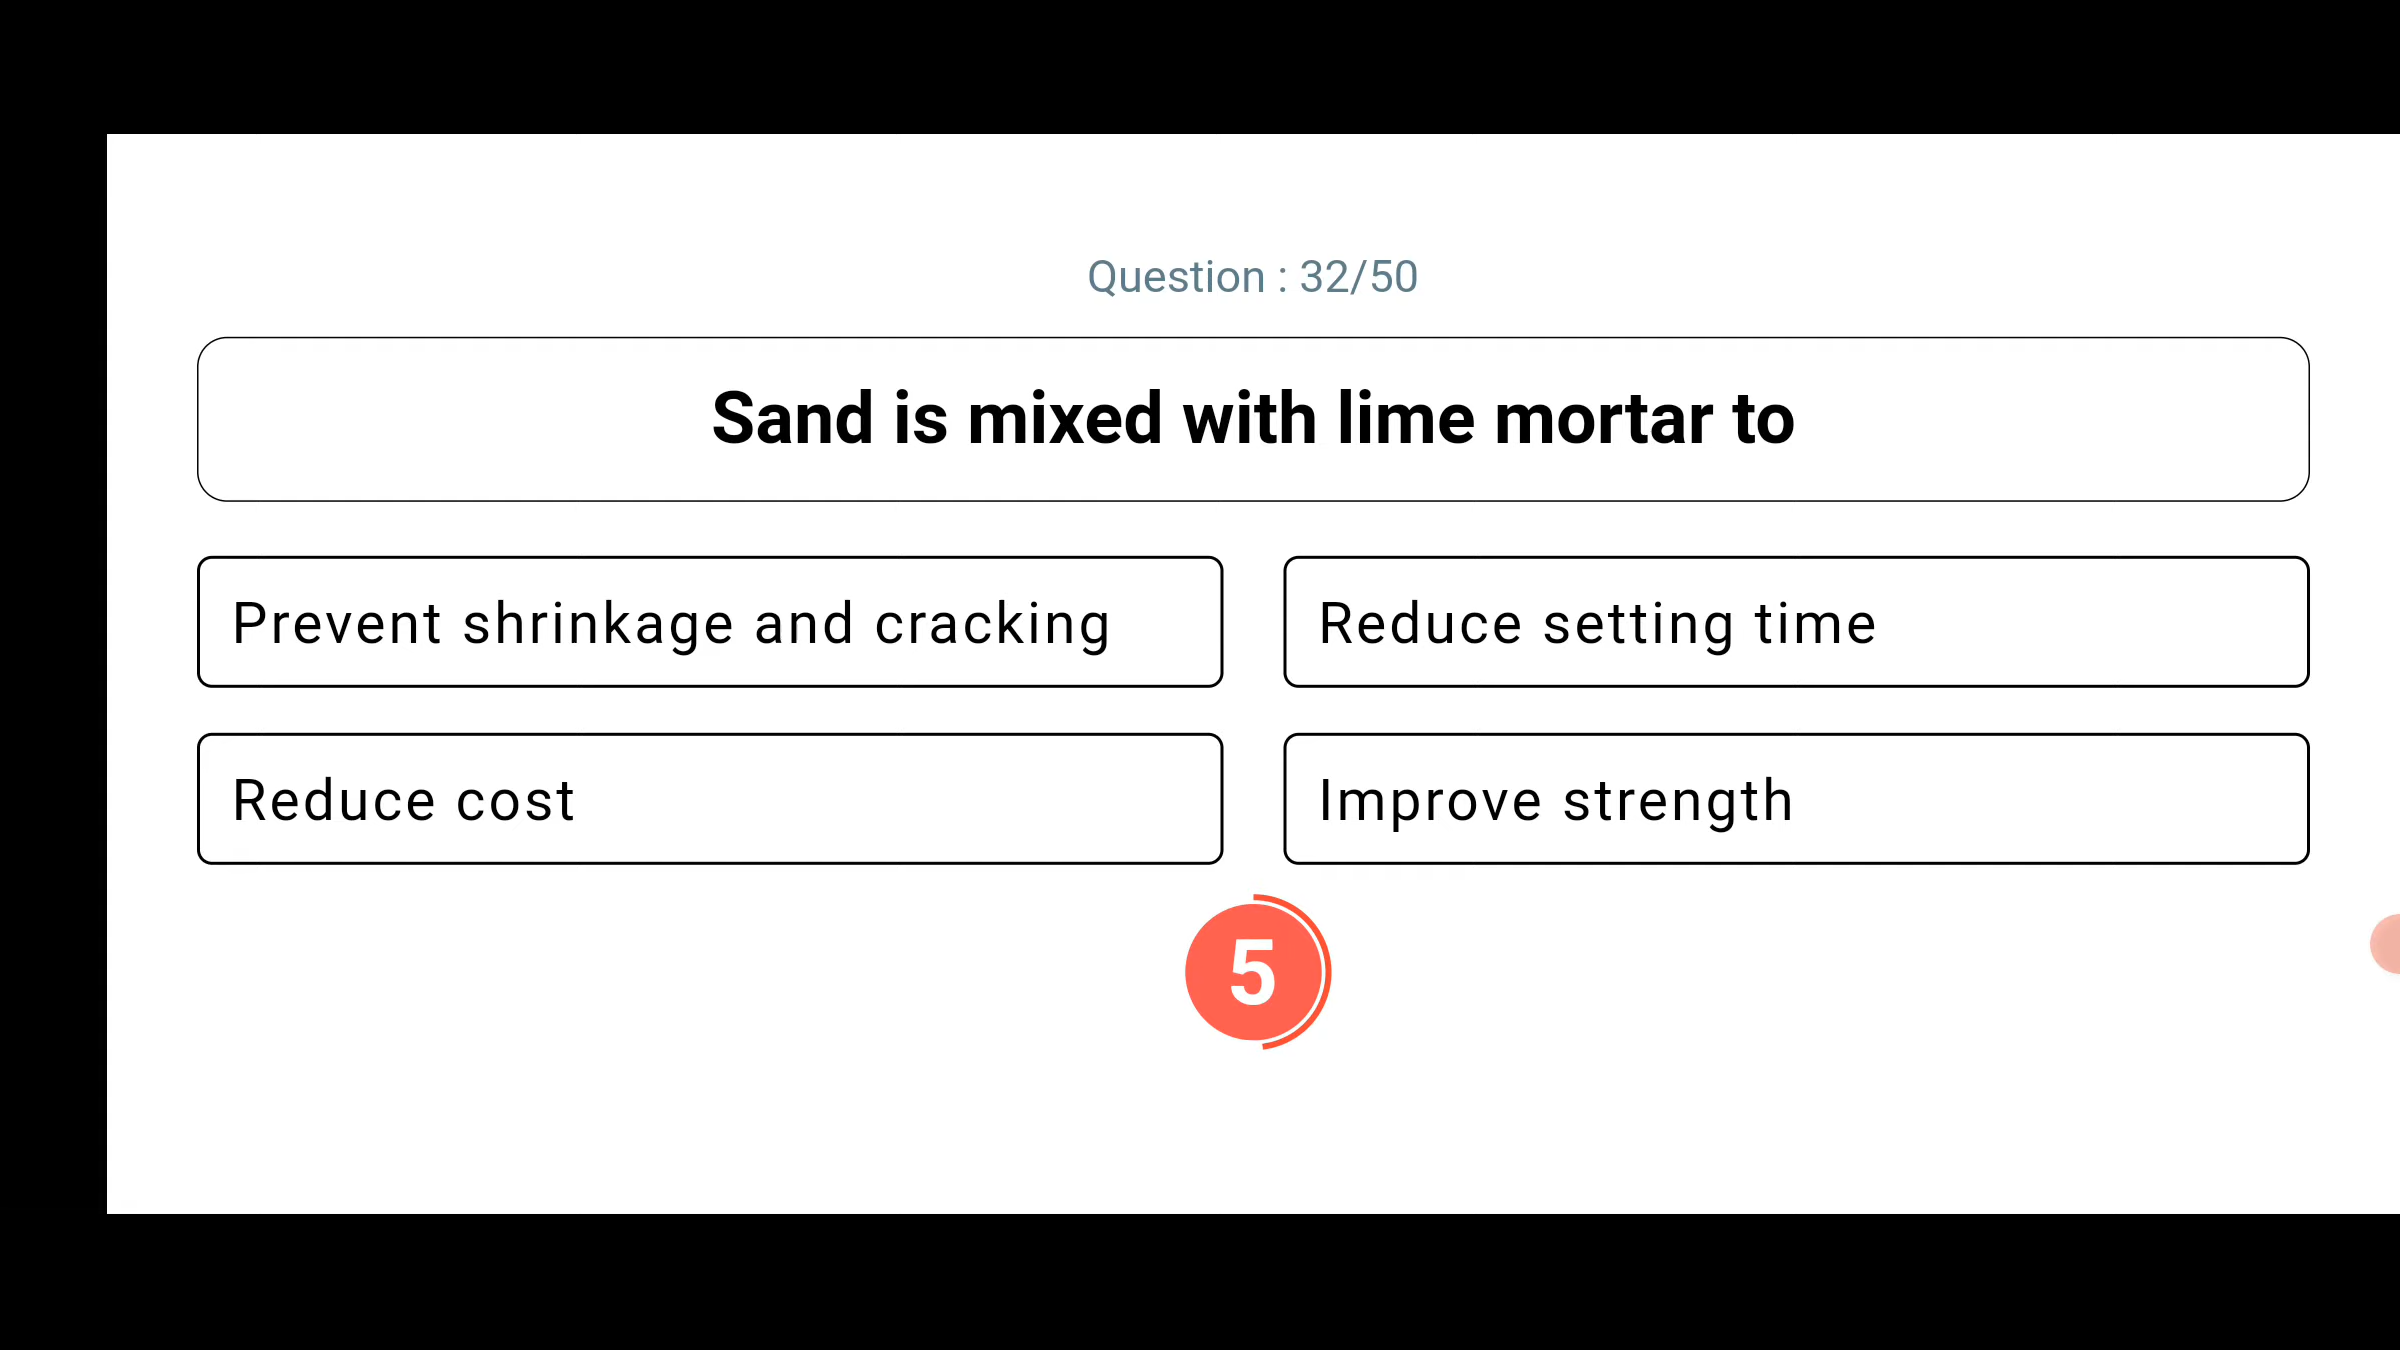 Question : 32/50
Sand is mixed with lime mortar to
Prevent shrinkage and cracking
Reduce setting time
Reduce cost
Improve strength
5